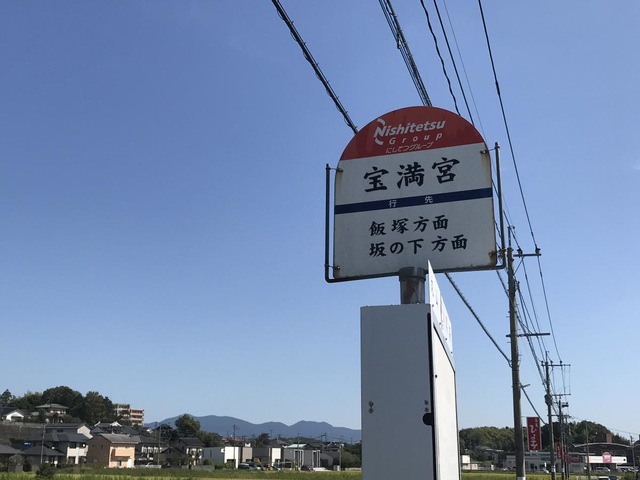 Nishitetsu
Group
にしてつグループ
宝満宮
行先
飯塚方面
坂の下方面